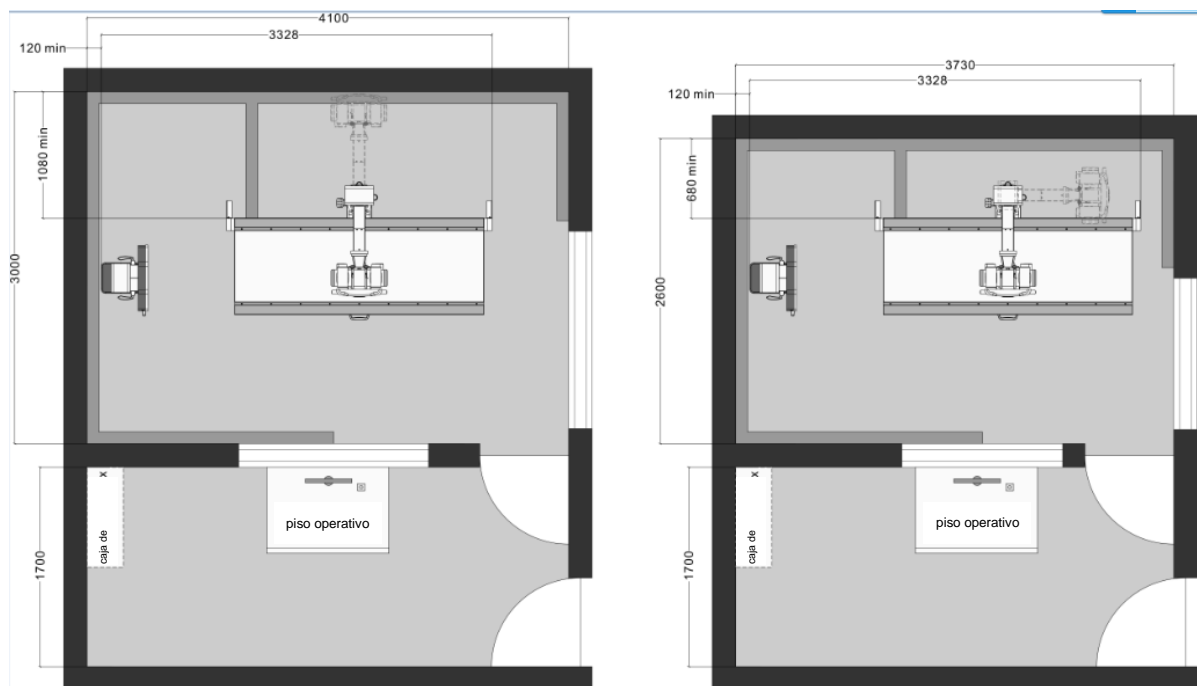 4100
3328
120 min
1080 min
3000
x
caja de
piso operativo
1700
3730
3328
120 min
680 min
2600
x
caja de
piso operativo
1700